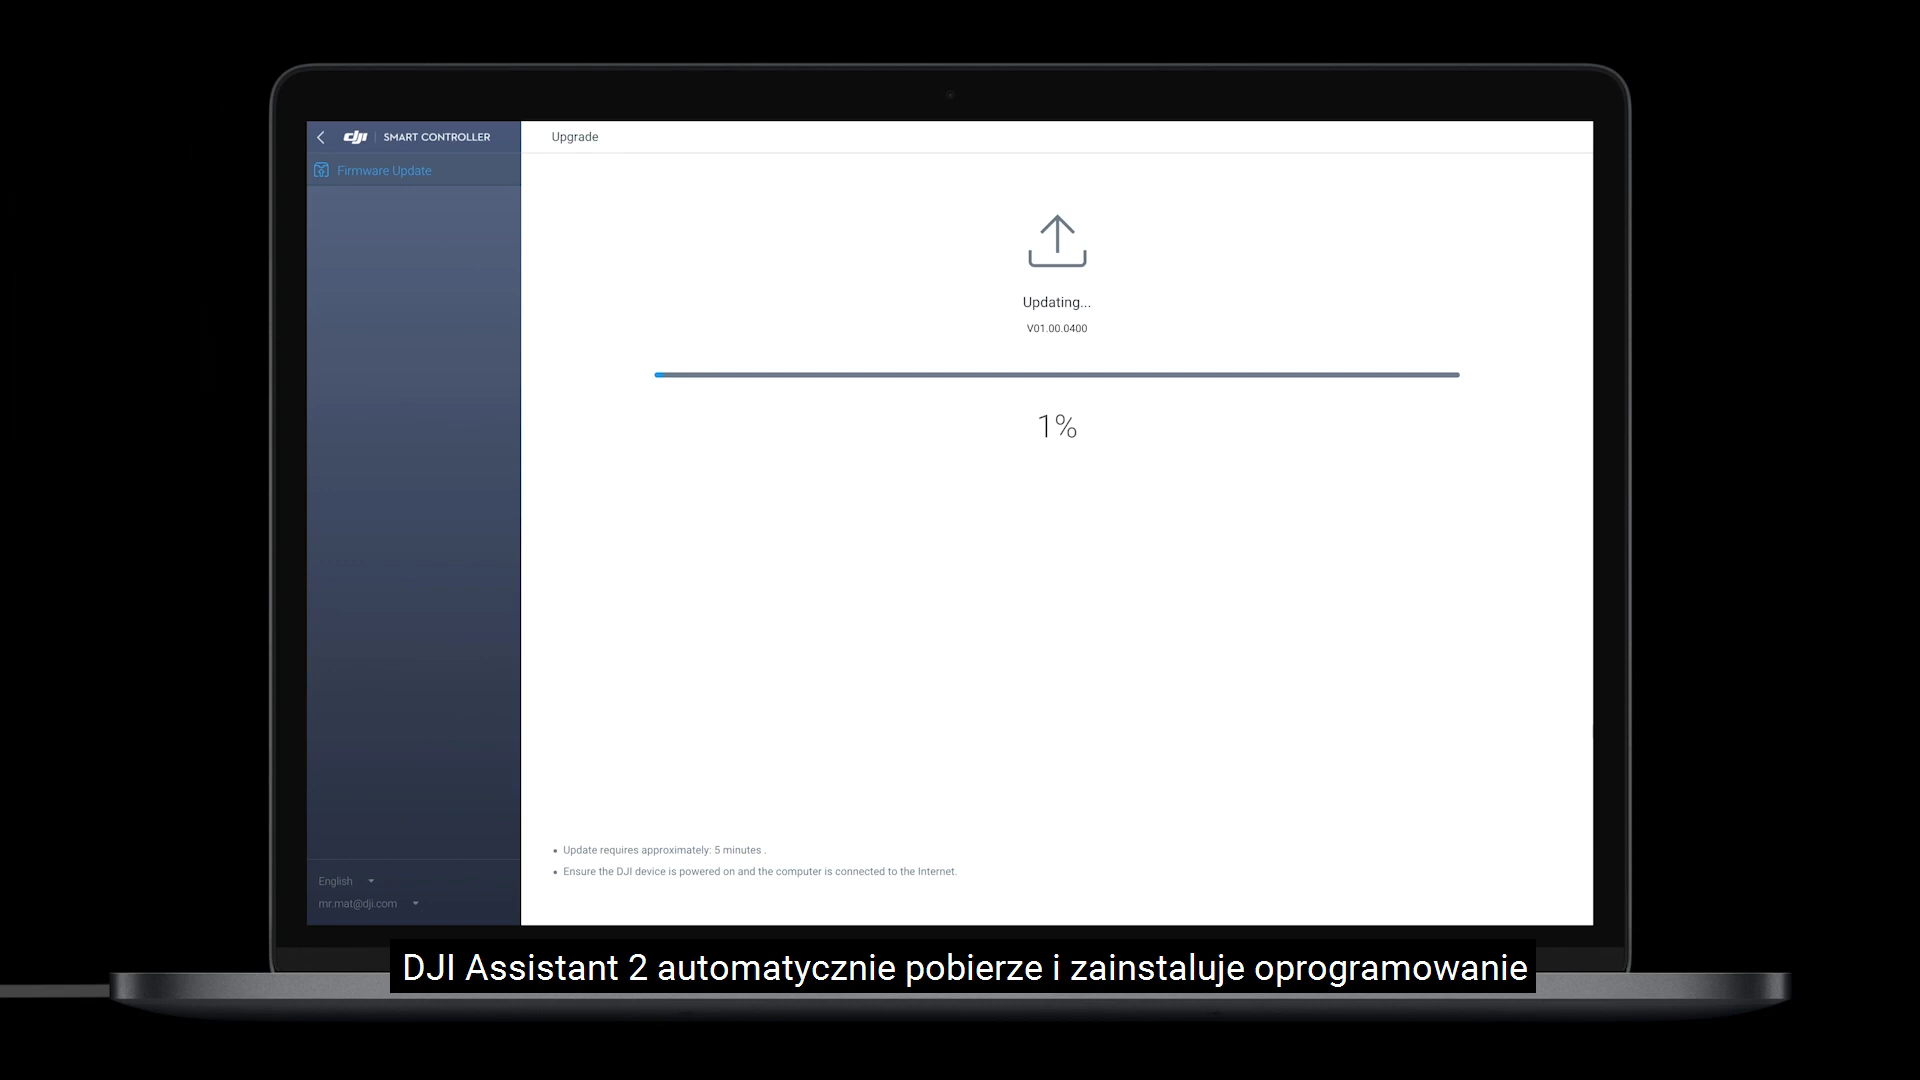 dji SMART CONTROLLER
Upgrade
Firmware Update
Updating...
V01.00.0400
1%
• Update requires approximately: 5 minutes .
• Ensure the DJI device is powered on and the computer is connected to the Internet.
English
mr.mat@dji.com
DJI Assistant 2 automatycznie pobierze i zainstaluje oprogramowanie